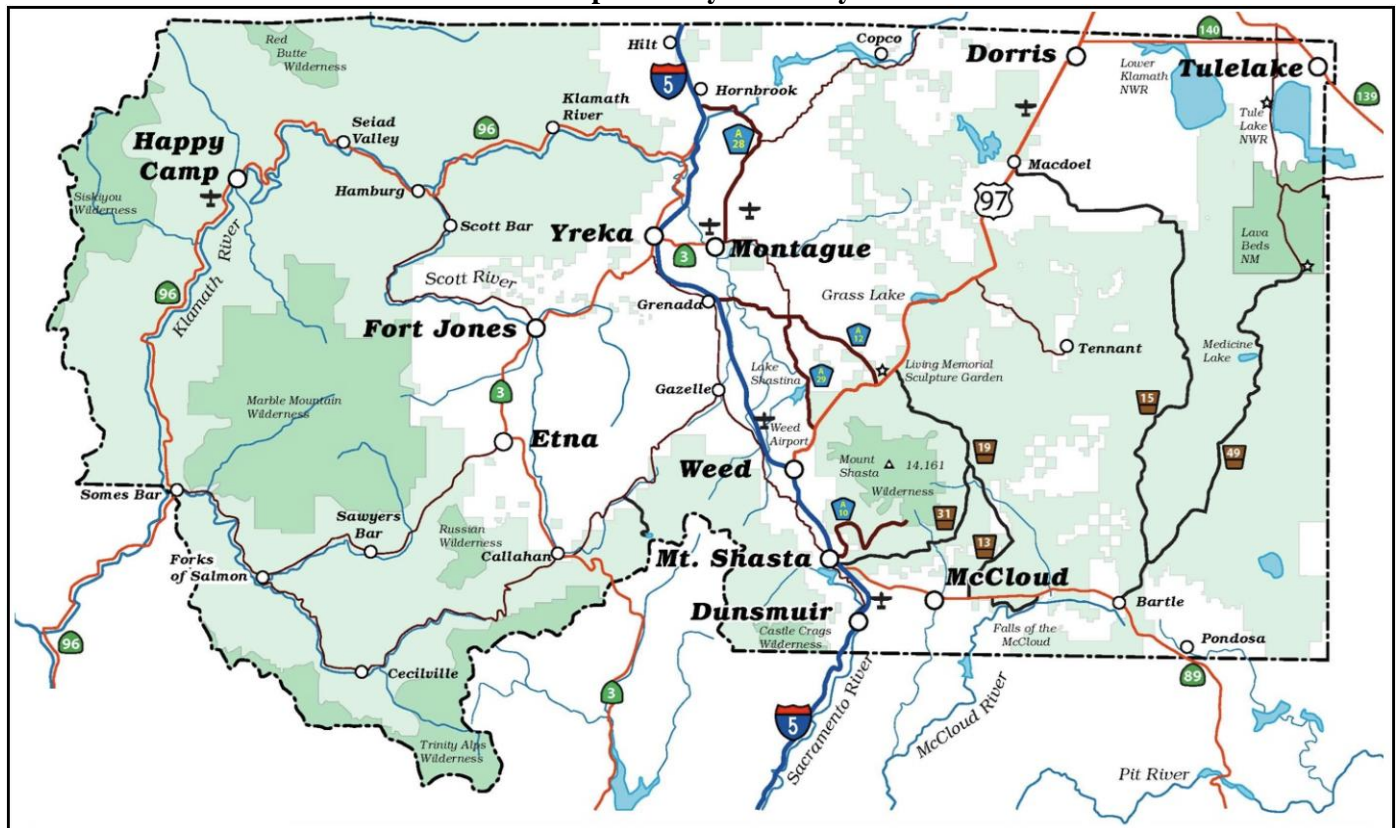 Red
Butte
Wilderness
Hilt
5
Copco
Dorris
140
Lower
Klamath
NWR
Tulelake
139
Hornbrook
Klamath
River
96
Seiad
Valley
A
28
Tule
Lake
NWR
Happy
Camp
Hamburg
Macdoel
Siskiyou
Wilderness
97
Scott Bar
Yreka
3
Montague
Lava
Beds
NM
Klamath
River
96
Scott River
Grenada
Grass Lake
Fort Jones
A
12
Tennant
Medicine
Lake
Living Memorial
Sculpture Garden
Lake
Shastina
A
29
Gazelle
3
Marble Mountain
Wilderness
15
Weed
Airport
Etna
19
49
Weed
Mount
Shasta
14,161
Wilderness
Somes Bar
A
10
31
Sawyers
Bar
Russian
Wilderness
13
Callahan
Mt. Shasta
Forks
of Salmon
McCloud
Bartle
Dunsmuir
Castle Crags
Wilderness
Falls of the
McCloud
Pondosa
96
Cecilville
3
89
5
Sacramento River
McCloud River
Trinity Alps
Wilderness
Pit River